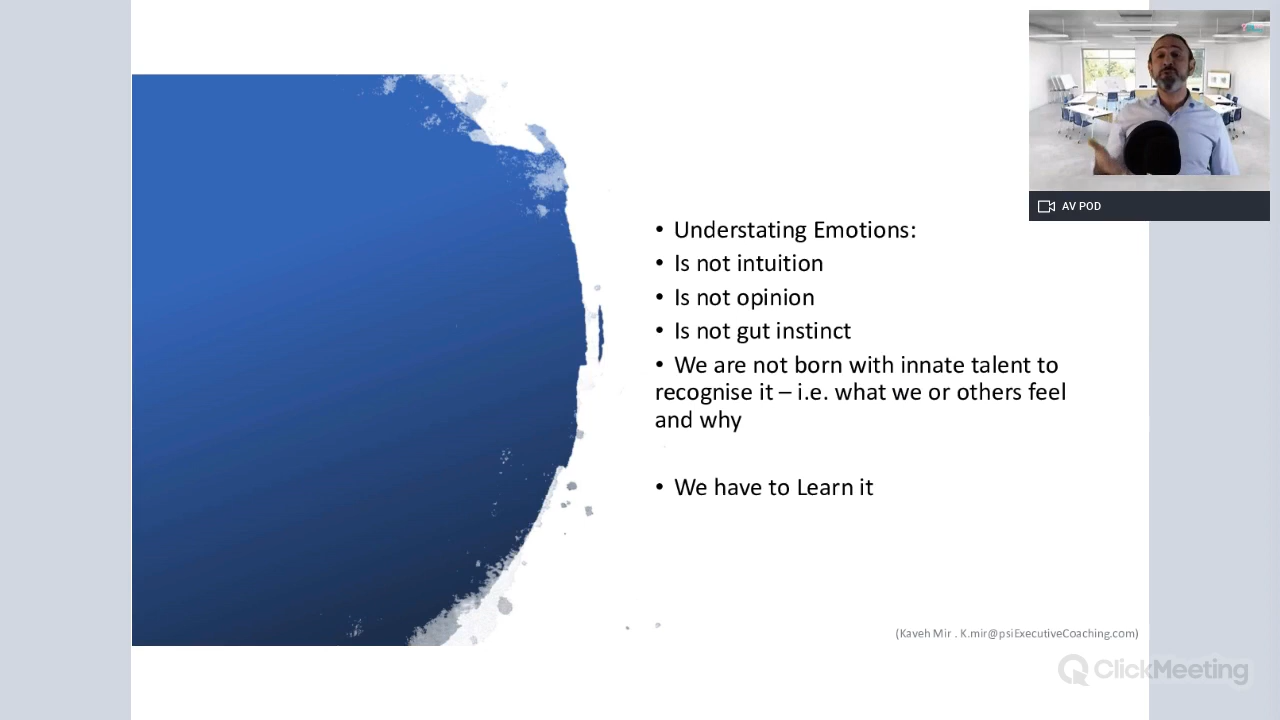 AV POD
• Understating Emotions:
• Is not intuition
• Is not opinion
• Is not gut instinct
• We are not born with innate talent to
recognise it – i.e. what we or others feel
and why
• We have to Learn it
(Kaveh Mir . K.mir@psiExecutiveCoaching.com)
ClickMeeting